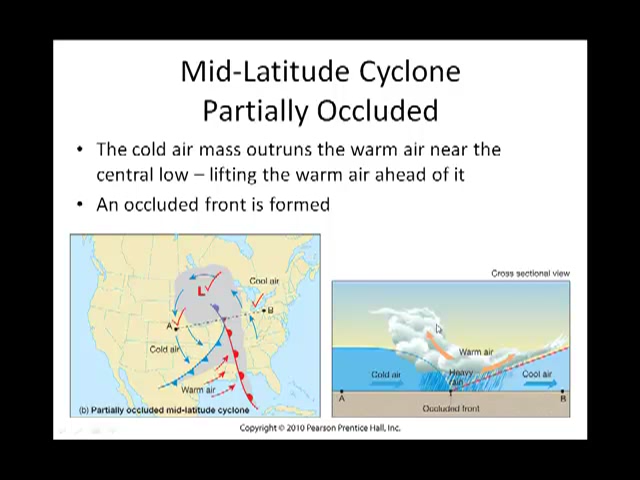 Mid-Latitude Cyclone
Partially Occluded
• The cold air mass outruns the warm air near the
central low – lifting the warm air ahead of it
• An occluded front is formed
Cool air
L
B
A
Cold air
Warm air
(b) Partially occluded mid-latitude cyclone
Cross sectional view
Warm air
Cold air
Heavy
rain
Cool air
A
B
Occluded front
Copyright © 2010 Pearson Prentice Hall, Inc.